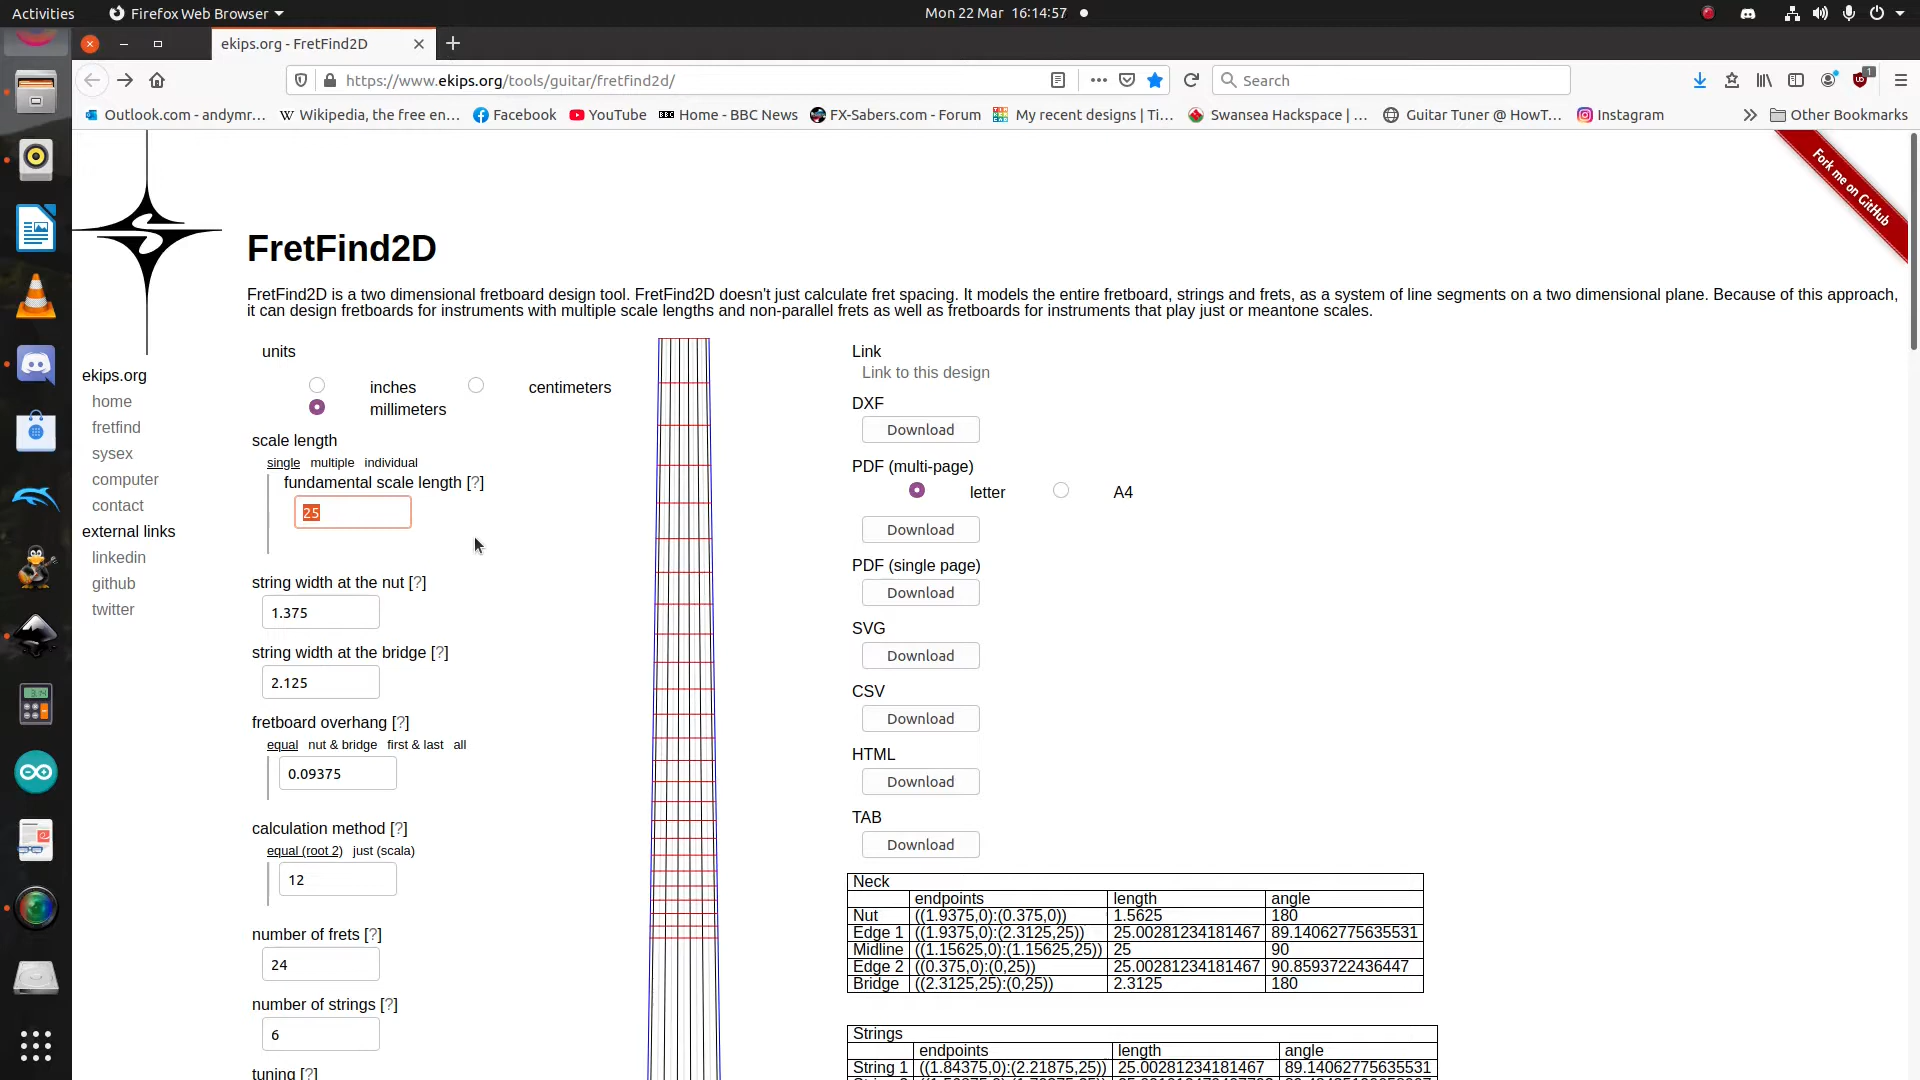 Activities
Firefox Web Browser
Mon 22 Mar 16:14:57
ekips.org - FretFind2D
https://www.ekips.org/tools/guitar/fretfind2d/
Search
1
Outlook.com - andymr…
Wikipedia, the free en…
Facebook
YouTube
Home - BBC News
FX-Sabers.com - Forum
My recent designs | Ti…
Swansea Hackspace | …
Guitar Tuner @ HowT…
Instagram
Other Bookmarks
Fork me on GitHub
FretFind2D
FretFind2D is a two dimensional fretboard design tool. FretFind2D doesn't just calculate fret spacing. It models the entire fretboard, strings and frets, as a system of line segments on a two dimensional plane. Because of this approach,
it can design fretboards for instruments with multiple scale lengths and non-parallel frets as well as fretboards for instruments that play just or meantone scales.
ekips.org
home
fretfind
sysex
computer
contact
external links
linkedin
github
twitter
units
inches
centimeters
millimeters
scale length
single multiple individual
fundamental scale length [?]
25
string width at the nut [?]
1.375
string width at the bridge [?]
2.125
fretboard overhang [?]
equal nut & bridge first & last all
0.09375
calculation method [?]
equal (root 2) just (scala)
12
number of frets [?]
24
number of strings [?]
6
tuning [?]
Link
Link to this design
DXF
Download
PDF (multi-page)
letter
A4
Download
PDF (single page)
Download
SVG
Download
CSV
Download
HTML
Download
TAB
Download
Neck
endpoints length angle
Nut ((1.9375,0):(0.375,0)) 1.5625 180
Edge 1 ((1.9375,0):(2.3125,25)) 25.00281234181467 89.14062775635531
Midline ((1.15625,0):(1.15625,25)) 25 90
Edge 2 ((0.375,0):(0,25)) 25.00281234181467 90.8593722436447
Bridge ((2.3125,25):(0,25)) 2.3125 180
Strings
endpoints length angle
String 1 ((1.84375,0):(2.21875,25)) 25.00281234181467 89.14062775635531